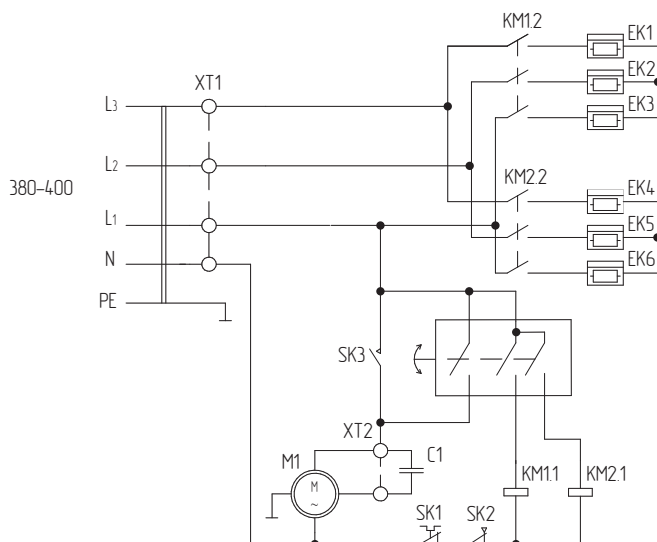 KM1.2
EK1
EK2
EK3
XT1
L3
L2
380-400
KM2.2
EK4
L1
EK5
N
EK6
PE
SK3
XT2
M1
C1
M
~
KM1.1
KM2.1
SK1
SK2